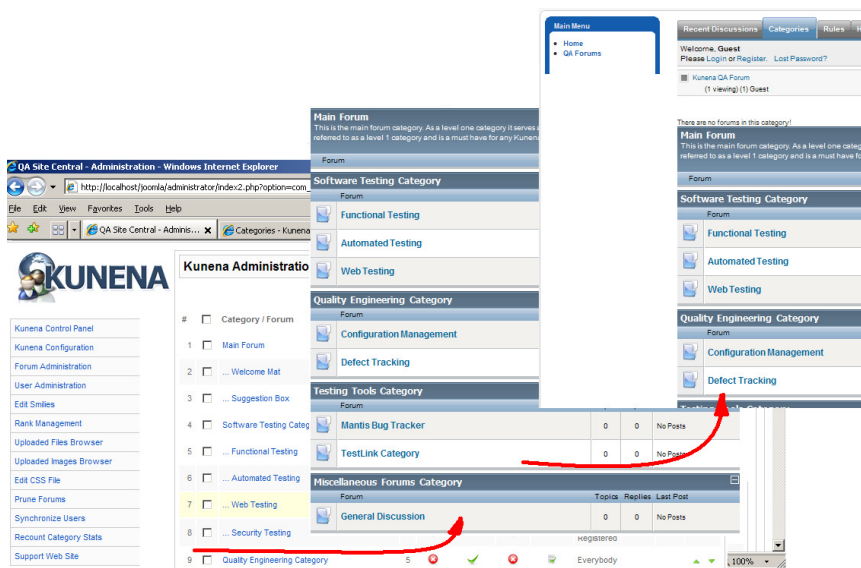 Main Menu
Home
QA Forums
Recent Discussions Categories Rules
Welcome, Guest
Please Login or Register. Lost Password?
Kunena QA Forum
(1 viewing) (1) Guest
There are no forums in this category!
Main Forum
This is the main forum category. As a level one categ
referred to as a level 1 category and is a must have fo
Forum
Software Testing Category
Forum
Functional Testing
Automated Testing
Web Testing
Quality Engineering Category
Forum
Configuration Management
Defect Tracking
Main Forum
This is the main forum category. As a level one category it serves
referred to as a level 1 category and is a must have for any Kunen
Forum
Software Testing Category
Forum
Functional Testing
Automated Testing
Web Testing
Quality Engineering Category
Forum
Configuration Management
Defect Tracking
Testing Tools Category
Forum
Mantis Bug Tracker 0 0 No Posts
TestLink Category 0 0 No Posts
Miscellaneous Forums Category
Forum Topics Replies Last Post
General Discussion 0 0 No Posts
QA Site Central - Administration - Windows Internet Explorer
http://localhost/joomla/administrator/index2.php?option=com_
File Edit View Favorites Tools Help
QA Site Central - Adminis... Categories - Kunena
KUNENA
Kunena Control Panel
Kunena Configuration
Forum Administration
User Administration
Edit Smilies
Rank Management
Uploaded Files Browser
Uploaded Images Browser
Edit CSS File
Prune Forums
Synchronize Users
Recount Category Stats
Support Web Site
Kunena Administratio
# Category / Forum
1 Main Forum
2 ... Welcome Mat
3 ... Suggestion Box
4 Software Testing Categ
5 ... Functional Testing
6 ... Automated Testing
7 ... Web Testing
8 ... Security Testing
Registered
9 Quality Engineering Category 5 Everybody
100%